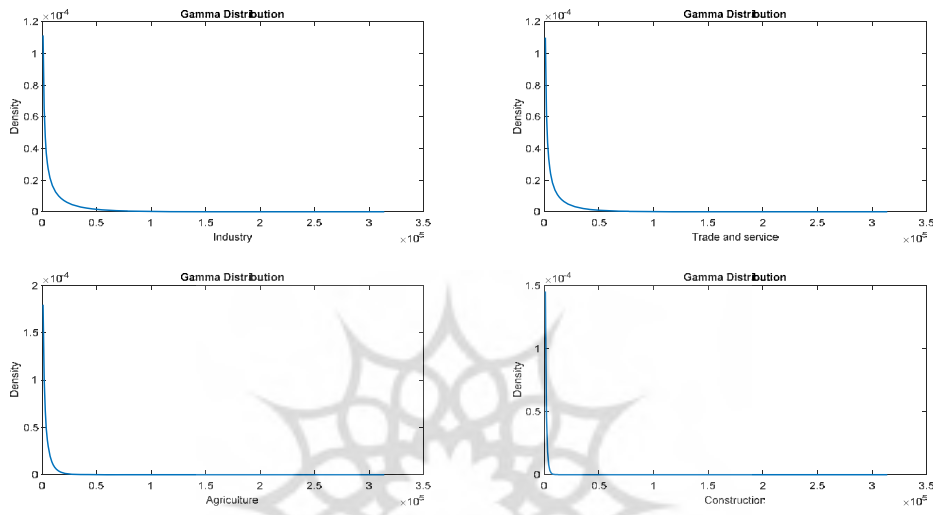 Gamma Distribution
×10⁻⁴
1.2
1
0.8
0.6
0.4
0.2
0
Density
0 0.5 1 1.5 2 2.5 3 3.5
×10⁵
Industry
Gamma Distribution
×10⁻⁴
1.2
1
0.8
0.6
0.4
0.2
0
Density
0 0.5 1 1.5 2 2.5 3 3.5
×10⁵
Trade and service
Gamma Distribution
×10⁻⁴
2
1.5
1
0.5
0
Density
0 0.5 1 1.5 2 2.5 3 3.5
×10⁵
Agriculture
Gamma Distribution
×10⁻⁴
1.5
1
0.5
0
Density
0 0.5 1 1.5 2 2.5 3 3.5
×10⁵
Construction